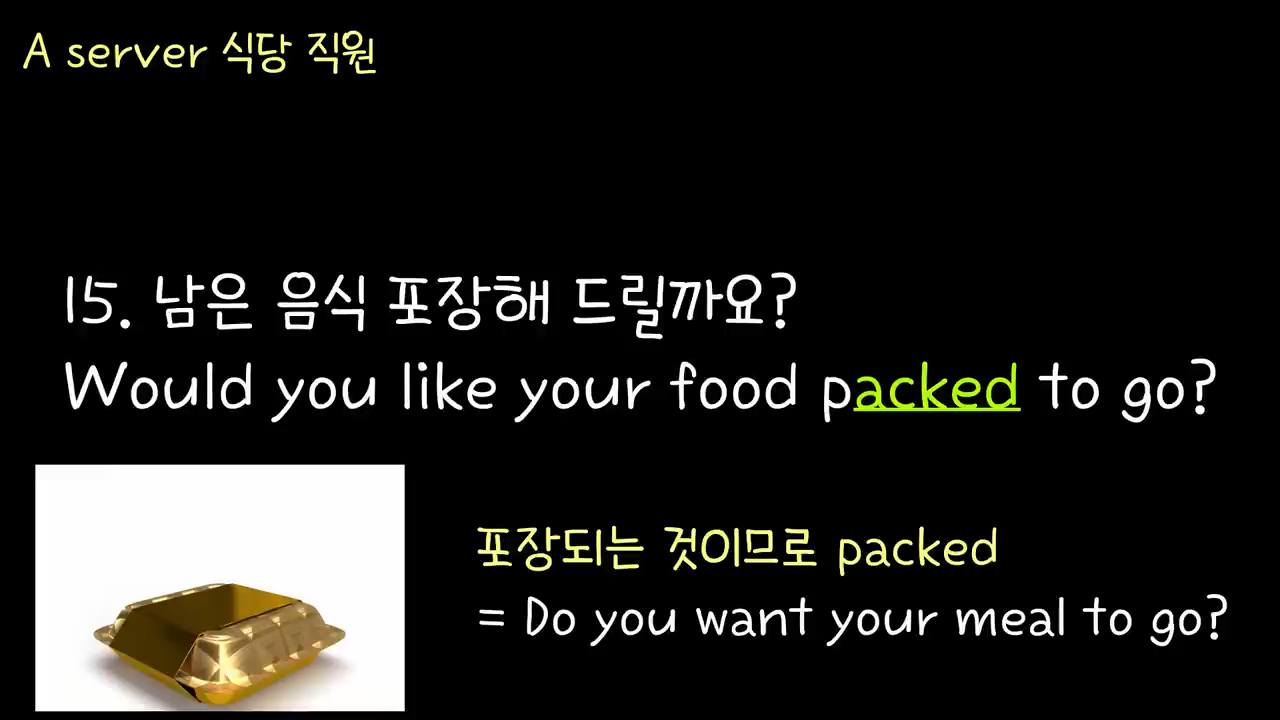 A server 식당 직원
15. 남은 음식 포장해 드릴까요?
Would you like your food packed to go?
포장되는 것이므로 packed
= Do you want your meal to go?